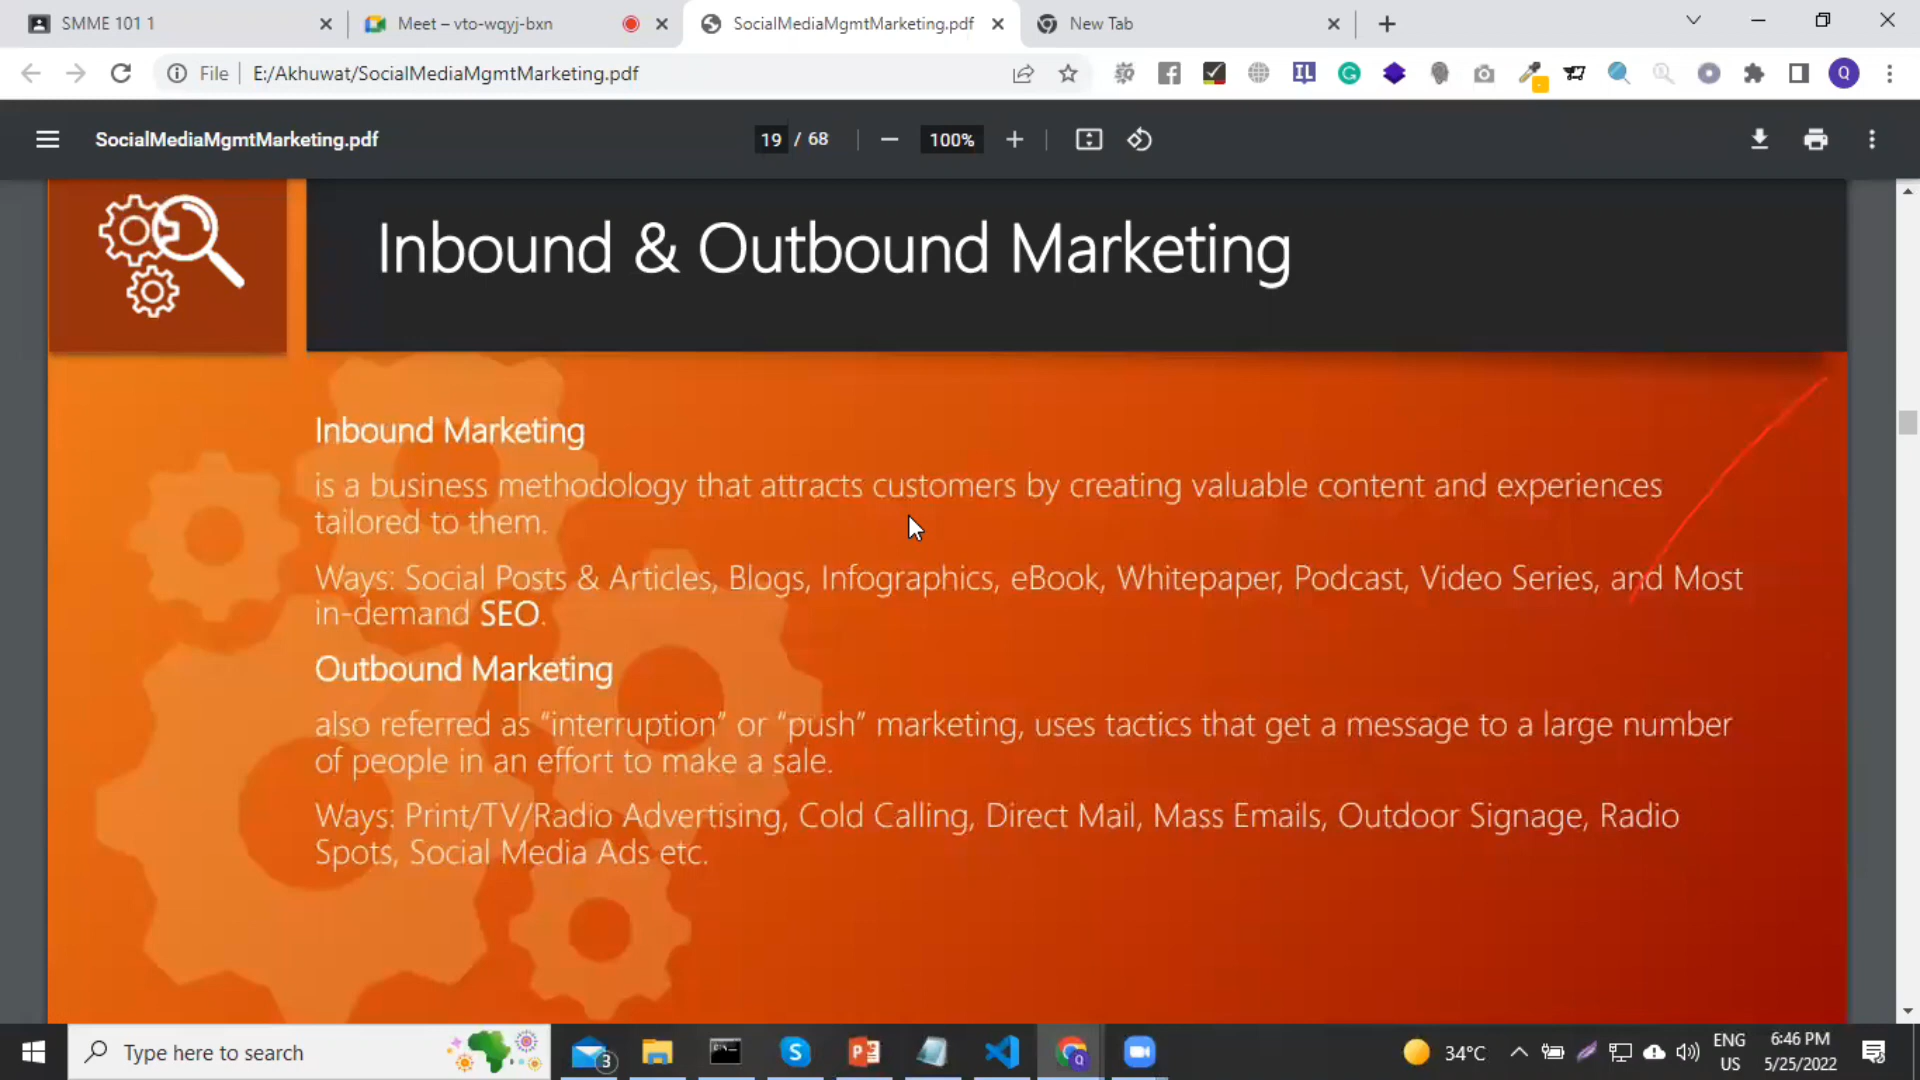 SMME 101 1
Meet – vto-wqyj-bxn
SocialMediaMgmtMarketing.pdf
New Tab
File
E:/Akhuwat/SocialMediaMgmtMarketing.pdf
IL
G
Q
SocialMediaMgmtMarketing.pdf
19 / 68
100%
Inbound & Outbound Marketing
Inbound Marketing
is a business methodology that attracts customers by creating valuable content and experiences
tailored to them.
Ways: Social Posts & Articles, Blogs, Infographics, eBook, Whitepaper, Podcast, Video Series, and Most
in-demand SEO.
Outbound Marketing
also referred as “interruption” or “push” marketing, uses tactics that get a message to a large number
of people in an effort to make a sale.
Ways: Print/TV/Radio Advertising, Cold Calling, Direct Mail, Mass Emails, Outdoor Signage, Radio
Spots, Social Media Ads etc.
Type here to search
3
34°C
ENG
US
6:46 PM
5/25/2022